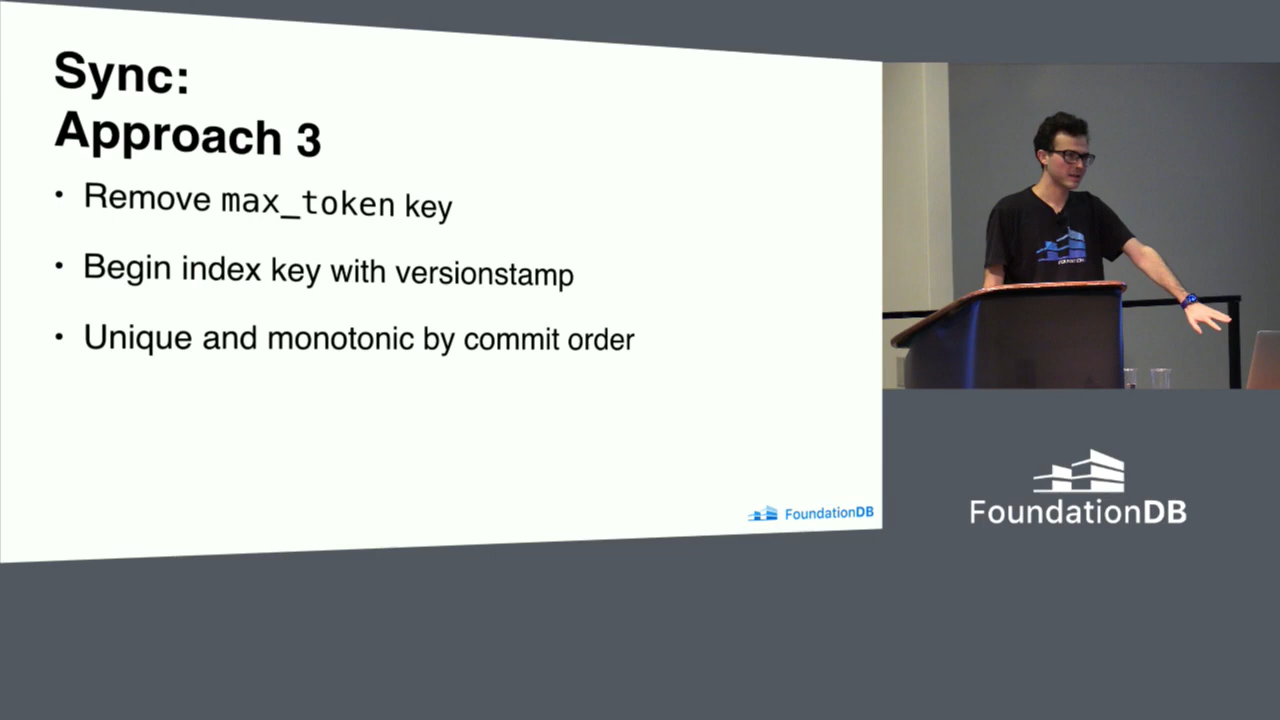 Sync:
Approach 3
• Remove max_token key
• Begin index key with versionstamp
• Unique and monotonic by commit order
FoundationDB
FoundationDB